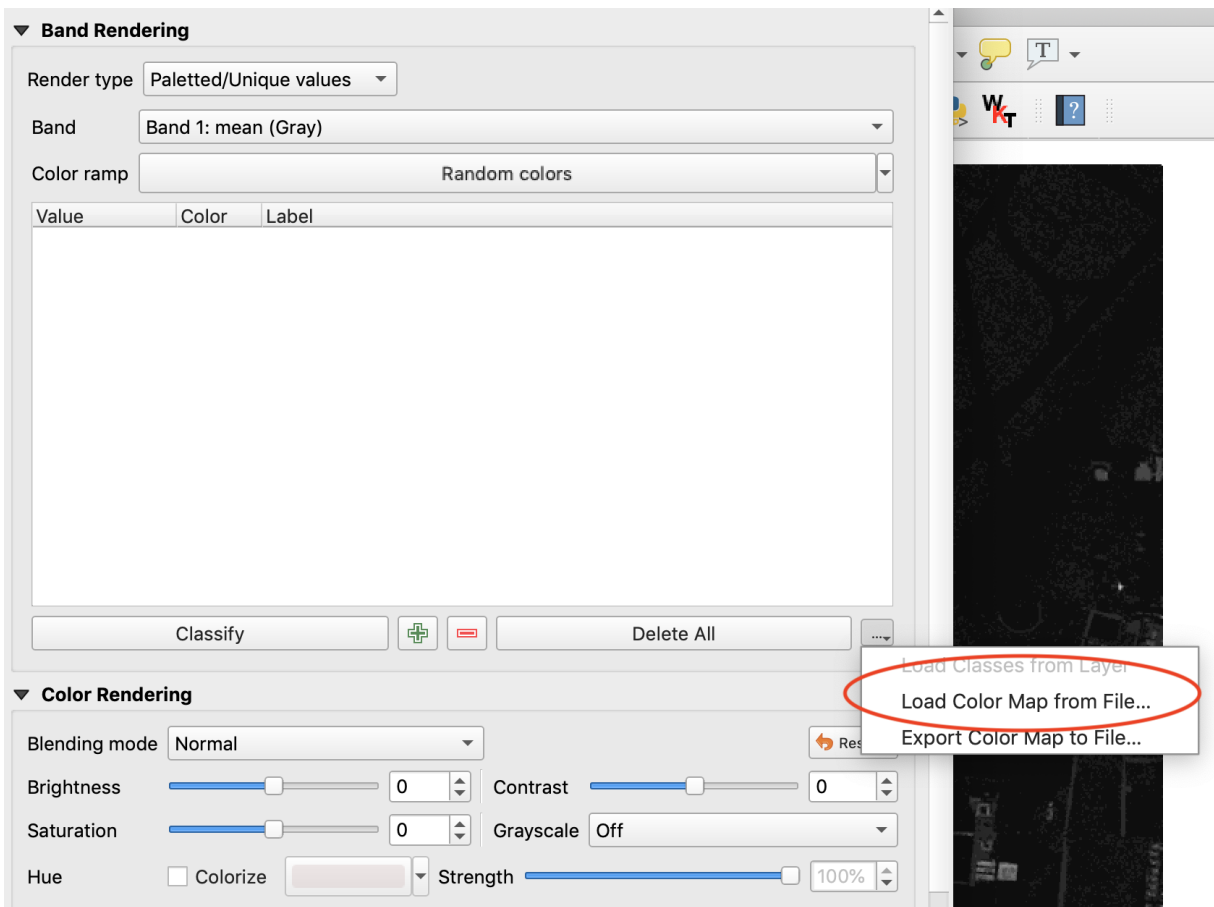 Band Rendering
Render type Paletted/Unique values
T
Band Band 1: mean (Gray)
WKT
?
Color ramp Random colors
Value Color Label
Classify Delete All ...
Load Classes from Layer
Color Rendering
Load Color Map from File...
Blending mode Normal Res
Export Color Map to File...
Brightness 0 Contrast 0
Saturation 0 Grayscale Off
Hue Colorize Strength 100%